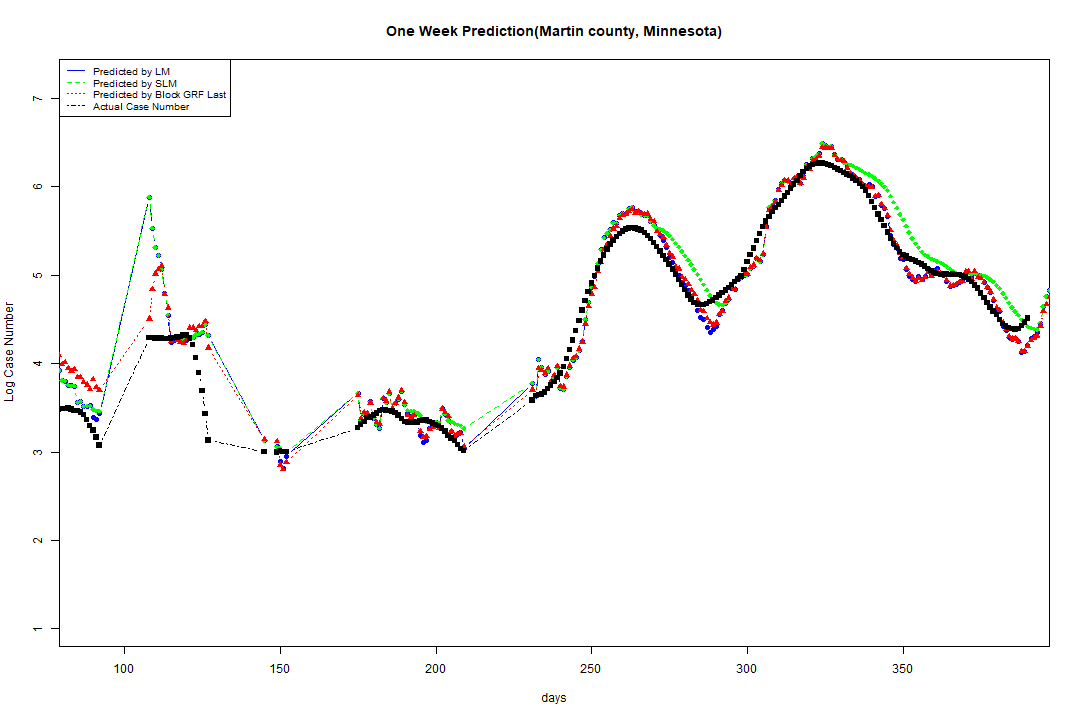 One Week Prediction(Martin county, Minnesota)
Predicted by LM
Predicted by SLM
Predicted by Block GRF Last
Actual Case Number
Log Case Number
7
6
5
4
3
2
1
100 150 200 250 300 350
days